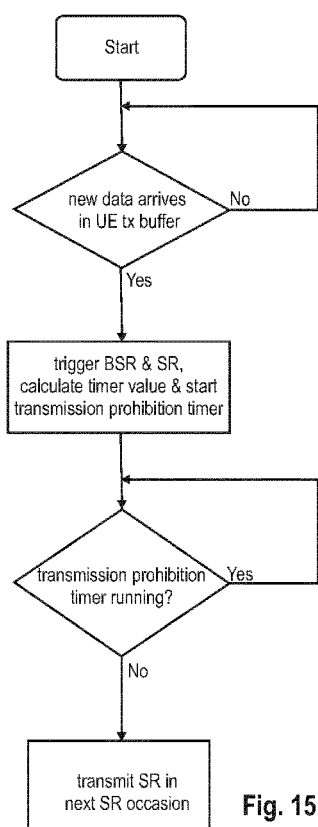 Start
new data arrives
in UE tx buffer
No
Yes
trigger BSR & SR,
calculate timer value & start
transmission prohibition timer
transmission prohibition
timer running?
Yes
No
transmit SR in
next SR occasion
Fig. 15